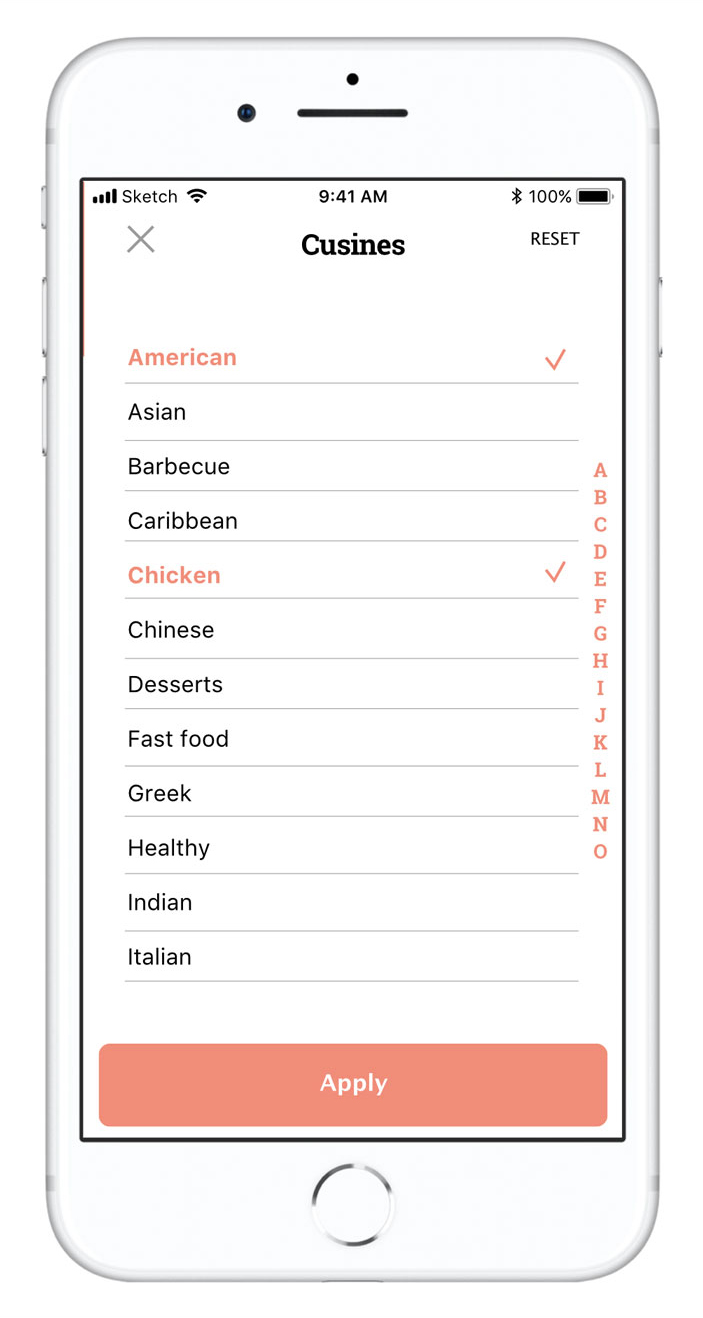 Sketch 9:41 AM 100%
Cusines RESET
American
Asian
Barbecue
Caribbean
Chicken
Chinese
Desserts
Fast food
Greek
Healthy
Indian
Italian
A
B
C
D
E
F
G
H
I
J
K
L
M
N
O
Apply